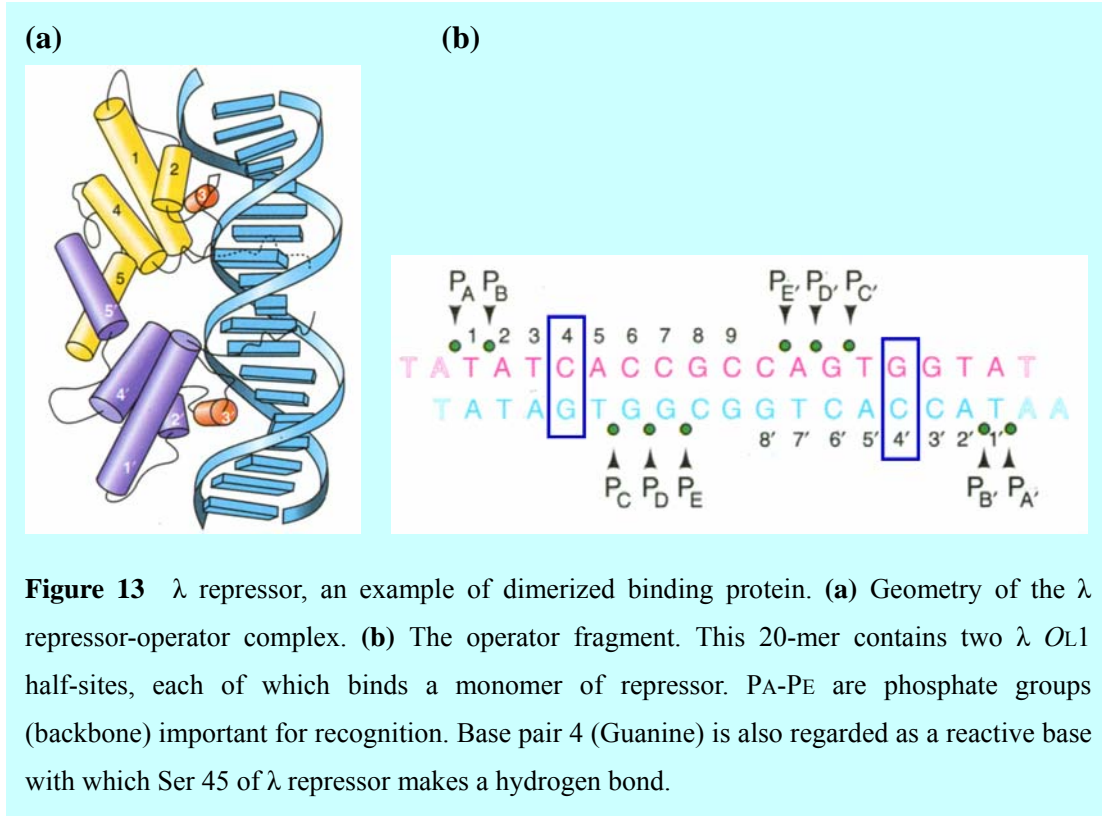 (a)
(b)
1
2
3
4
5
5'
4'
2'
3'
1'
PA PB PE' PD' PC'
1 2 3 4 5 6 7 8 9
T A T A T C A C C G C C A G T G G T A T
T A T A G T G G C G G T C A C C A T A A
8' 7' 6' 5' 4' 3' 2' 1'
PC PD PE PB' PA'
Figure 13 λ repressor, an example of dimerized binding protein. (a) Geometry of the λ
repressor-operator complex. (b) The operator fragment. This 20-mer contains two λ OL1
half-sites, each of which binds a monomer of repressor. PA-PE are phosphate groups
(backbone) important for recognition. Base pair 4 (Guanine) is also regarded as a reactive base
with which Ser 45 of λ repressor makes a hydrogen bond.